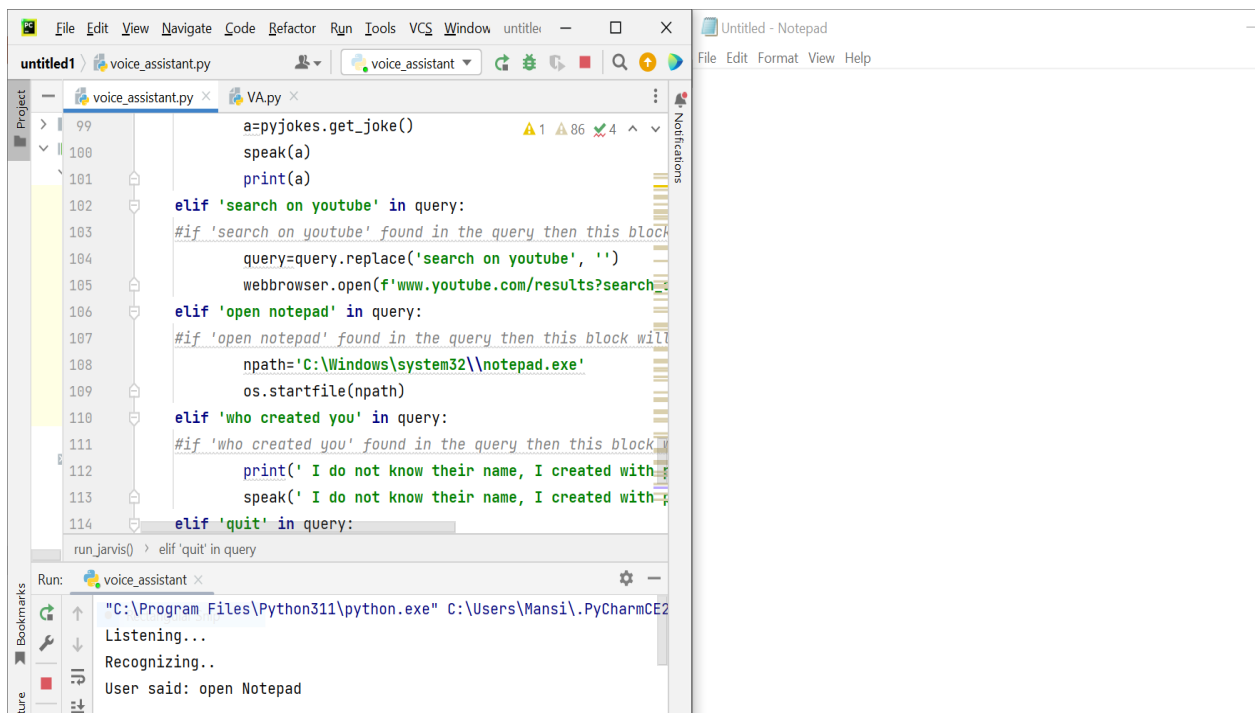 File Edit View Navigate Code Refactor Run Tools VCS Window untitle
untitled1 voice_assistant.py voice_assistant
Project
voice_assistant.py VA.py
Notifications
99 a=pyjokes.get_joke() 1 86 4
100 speak(a)
101 print(a)
102 elif 'search on youtube' in query:
103 #if 'search on youtube' found in the query then this block
104 query=query.replace('search on youtube', '')
105 webbrowser.open(f'www.youtube.com/results?search_
106 elif 'open notepad' in query:
107 #if 'open notepad' found in the query then this block will
108 npath='C:\Windows\system32\\notepad.exe'
109 os.startfile(npath)
110 elif 'who created you' in query:
111 #if 'who created you' found in the query then this block
112 print(' I do not know their name, I created with
113 speak(' I do not know their name, I created with
114 elif 'quit' in query:
run_jarvis() elif 'quit' in query
Run: voice_assistant
Bookmarks
"C:\Program Files\Python311\python.exe" C:\Users\Mansi\.PyCharmCE2
Listening...
Recognizing..
User said: open Notepad
ture
Untitled - Notepad
File Edit Format View Help